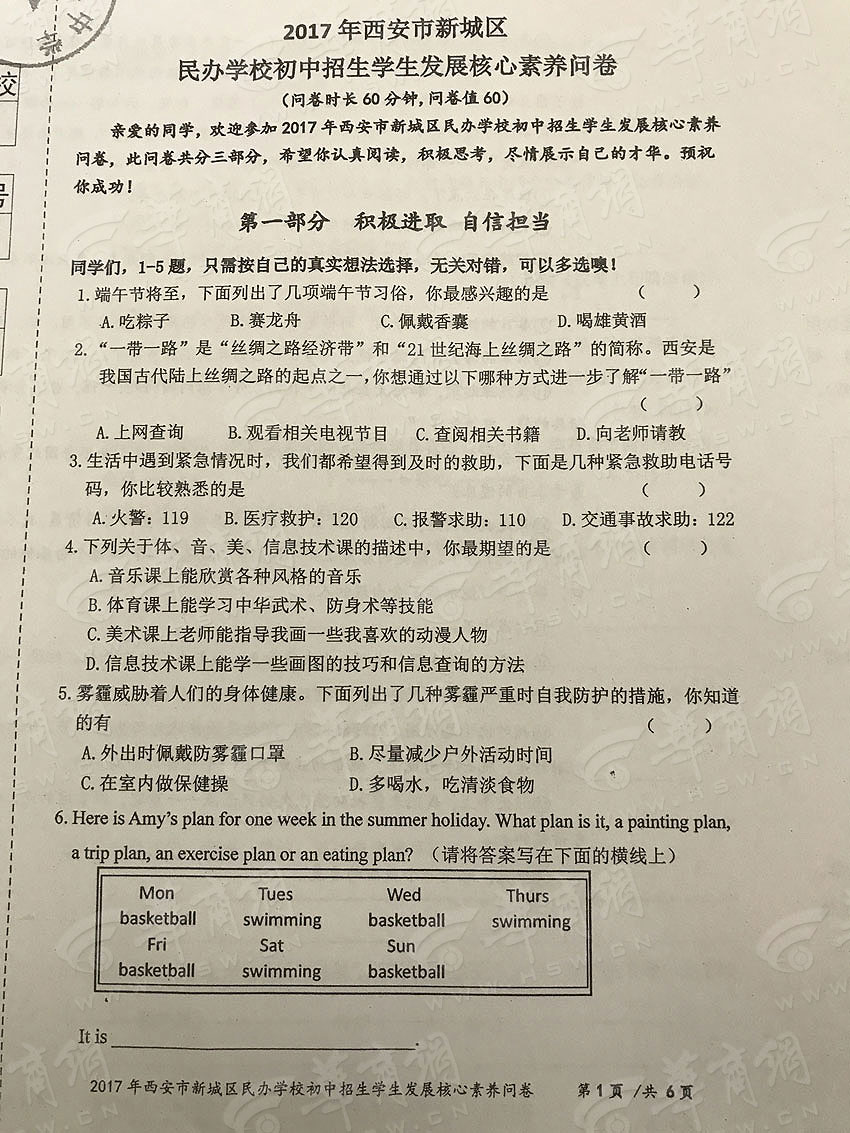 2017 年西安市新城区
民办学校初中招生学生发展核心素养问卷
(问卷时长 60 分钟, 问卷值 60)
亲爱的同学，欢迎参加 2017 年西安市新城区民办学校初中招生学生发展核心素养
问卷，此问卷共分三部分，希望你认真阅读，积极思考，尽情展示自己的才华。预祝
你成功！
第一部分 积极进取 自信担当
同学们，1-5 题，只需按自己的真实想法选择，无关对错，可以多选噢！
1. 端午节将至，下面列出了几项端午节习俗，你最感兴趣的是 （ ）
A. 吃粽子 B. 赛龙舟 C. 佩戴香囊 D. 喝雄黄酒
2. “一带一路”是“丝绸之路经济带”和“21 世纪海上丝绸之路”的简称。西安是
我国古代陆上丝绸之路的起点之一，你想通过以下哪种方式进一步了解“一带一路”
（ ）
A. 上网查询 B. 观看相关电视节目 C. 查阅相关书籍 D. 向老师请教
3. 生活中遇到紧急情况时，我们都希望得到及时的救助，下面是几种紧急救助电话号
码，你比较熟悉的是 （ ）
A. 火警：119 B. 医疗救护：120 C. 报警求助：110 D. 交通事故求助：122
4. 下列关于体、音、美、信息技术课的描述中，你最期望的是 （ ）
A. 音乐课上能欣赏各种风格的音乐
B. 体育课上能学习中华武术、防身术等技能
C. 美术课上老师能指导我画一些我喜欢的动漫人物
D. 信息技术课上能学一些画图的技巧和信息查询的方法
5. 雾霾威胁着人们的身体健康。下面列出了几种雾霾严重时自我防护的措施，你知道
的有 （ ）
A. 外出时佩戴防雾霾口罩 B. 尽量减少户外活动时间
C. 在室内做保健操 D. 多喝水，吃清淡食物
6. Here is Amy's plan for one week in the summer holiday. What plan is it, a painting plan,
a trip plan, an exercise plan or an eating plan? （请将答案写在下面的横线上）
Mon Tues Wed Thurs
basketball swimming basketball swimming
Fri Sat Sun
basketball swimming basketball
It is ______________________________.
2017 年西安市新城区民办学校初中招生学生发展核心素养问卷 第 1 页 /共 6 页
校
号
华商网
WWW.HSW.CN